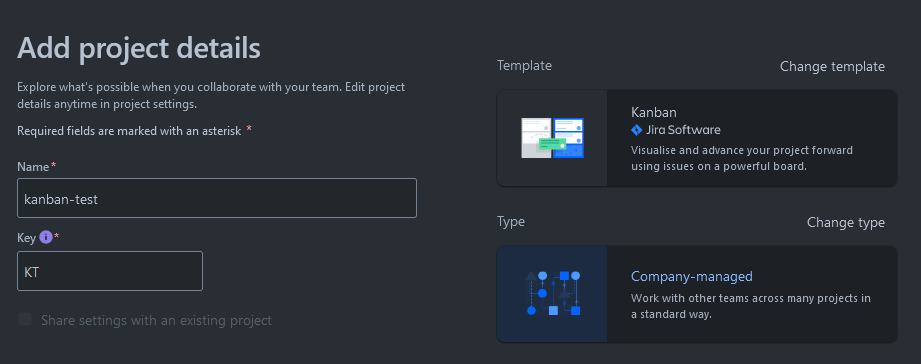 Add project details
Explore what's possible when you collaborate with your team. Edit project
details anytime in project settings.
Required fields are marked with an asterisk *
Name*
kanban-test
Key i *
KT
Share settings with an existing project
Template
Change template
Kanban
Jira Software
Visualise and advance your project forward
using issues on a powerful board.
Type
Change type
Company-managed
Work with other teams across many projects in
a standard way.